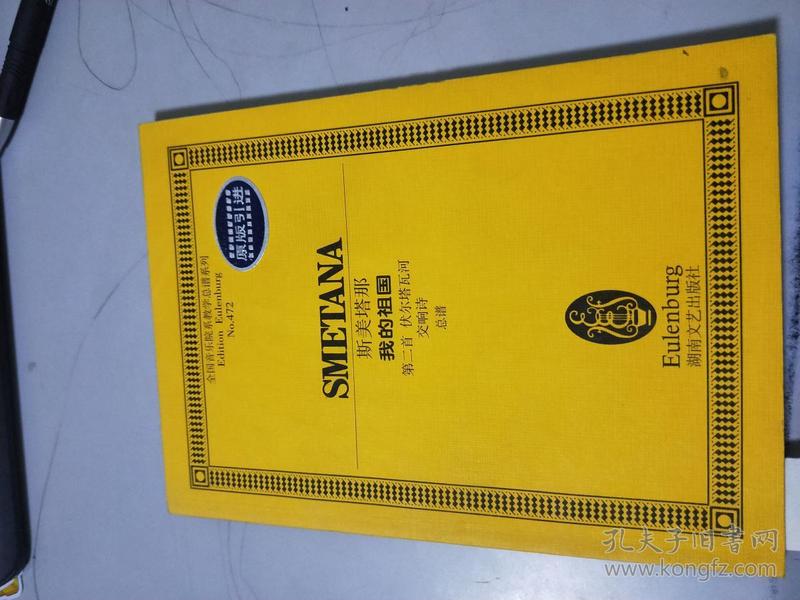 全国音乐院系教学总谱系列
Edition Eulenburg
No.472
原版引进
SMETANA
斯美塔那
我的祖国
第二首 伏尔塔瓦河
交响诗
总谱
Eulenburg
湖南文艺出版社
孔夫子旧书网
www.kongfz.com